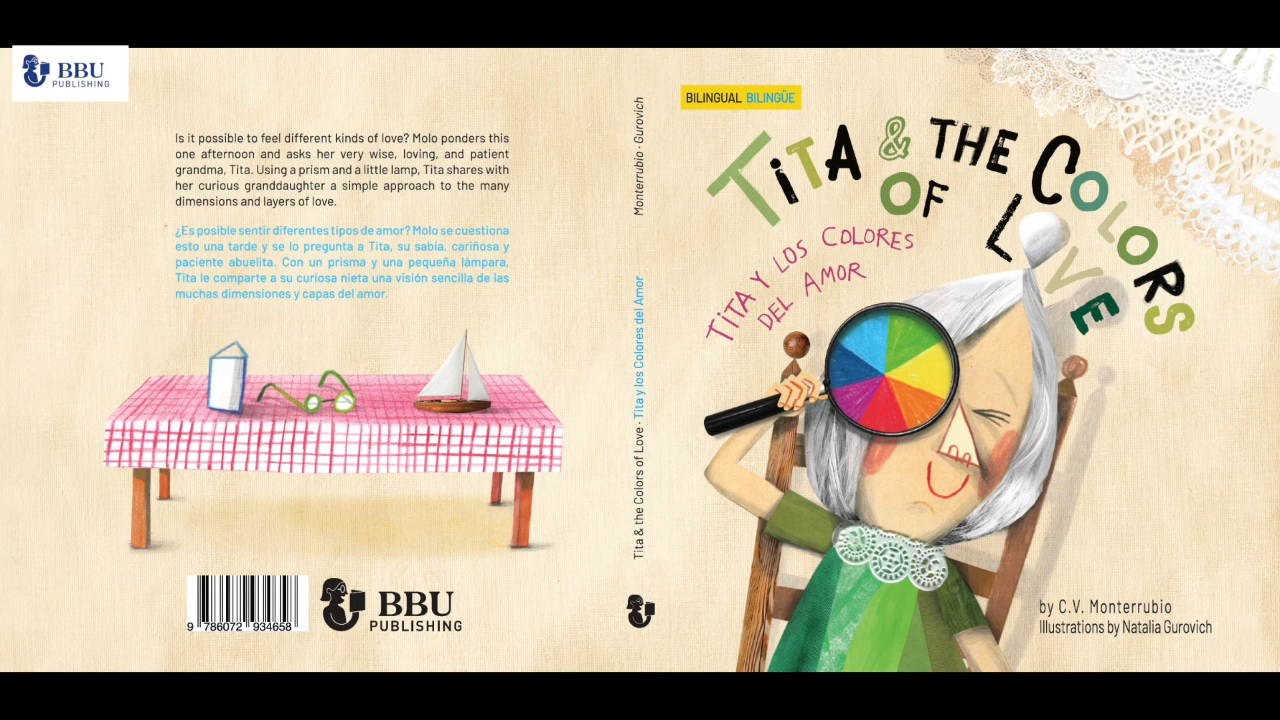 BBU
PUBLISHING
Is it possible to feel different kinds of love? Molo ponders this
one afternoon and asks her very wise, loving, and patient
grandma, Tita. Using a prism and a little lamp, Tita shares with
her curious granddaughter a simple approach to the many
dimensions and layers of love.
¿Es posible sentir diferentes tipos de amor? Molo se cuestiona
esto una tarde y se lo pregunta a Tita, su sabia, cariñosa y
paciente abuelita. Con un prisma y una pequeña lámpara,
Tita le comparte a su curiosa nieta una visión sencilla de las
muchas dimensiones y capas del amor.
9 786072 934658
BBU
PUBLISHING
Tita & the Colors of Love · Tita y los Colores del Amor
Monterrubio · Gurovich
BILINGUAL BILINGÜE
TiTA & THE COLORS
OF LOVE
TiTA Y LOS COLORES
DEL AMOR
by C.V. Monterrubio
Illustrations by Natalia Gurovich